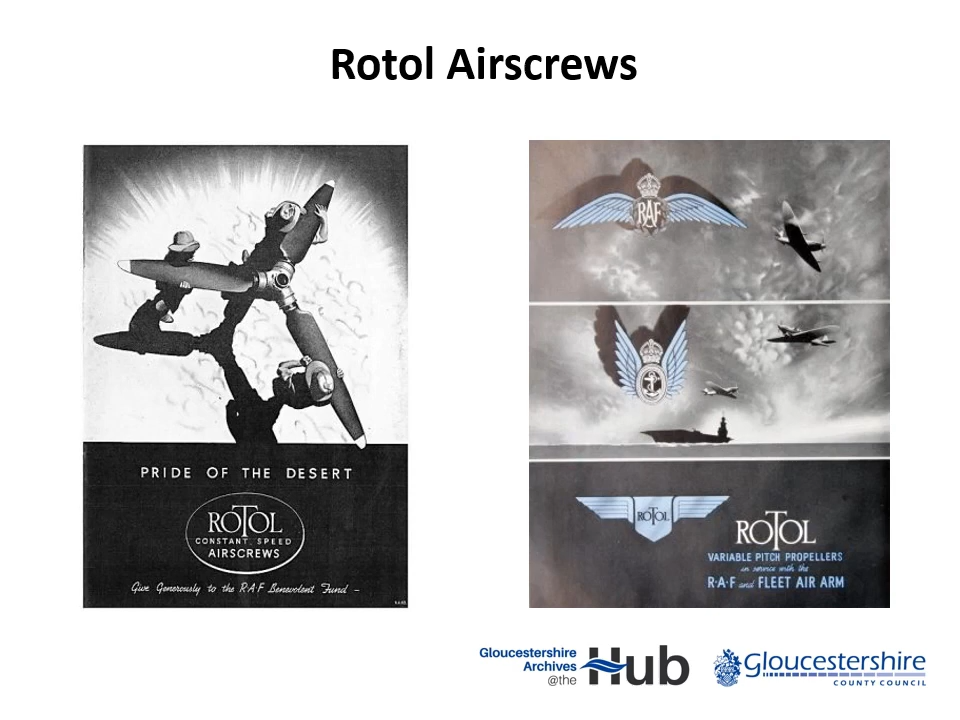 Rotol Airscrews
PRIDE OF THE DESERT
ROTOL
CONSTANT SPEED
AIRSCREWS
Give Generously to the R·A·F Benevolent Fund –
RAF
ROTOL
ROTOL
VARIABLE PITCH PROPELLERS
in service with the
R·A·F and FLEET AIR ARM
Gloucestershire
Archives
@the
Hub
Gloucestershire
COUNTY COUNCIL